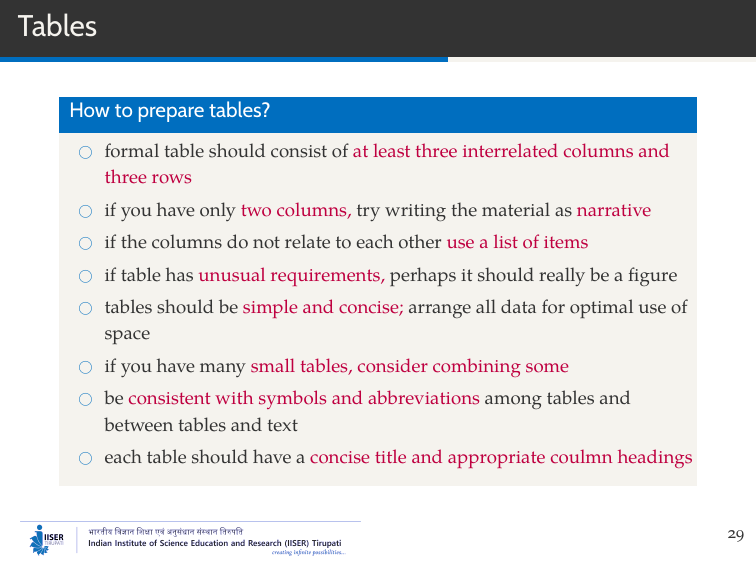 Tables
How to prepare tables?
formal table should consist of at least three interrelated columns and
three rows
if you have only two columns, try writing the material as narrative
if the columns do not relate to each other use a list of items
if table has unusual requirements, perhaps it should really be a figure
tables should be simple and concise; arrange all data for optimal use of
space
if you have many small tables, consider combining some
be consistent with symbols and abbreviations among tables and
between tables and text
each table should have a concise title and appropriate coulmn headings
IISER
TIRUPATI
भारतीय विज्ञान शिक्षा एवं अनुसंधान संस्थान तिरुपति
Indian Institute of Science Education and Research (IISER) Tirupati
creating infinite possibilities...
29